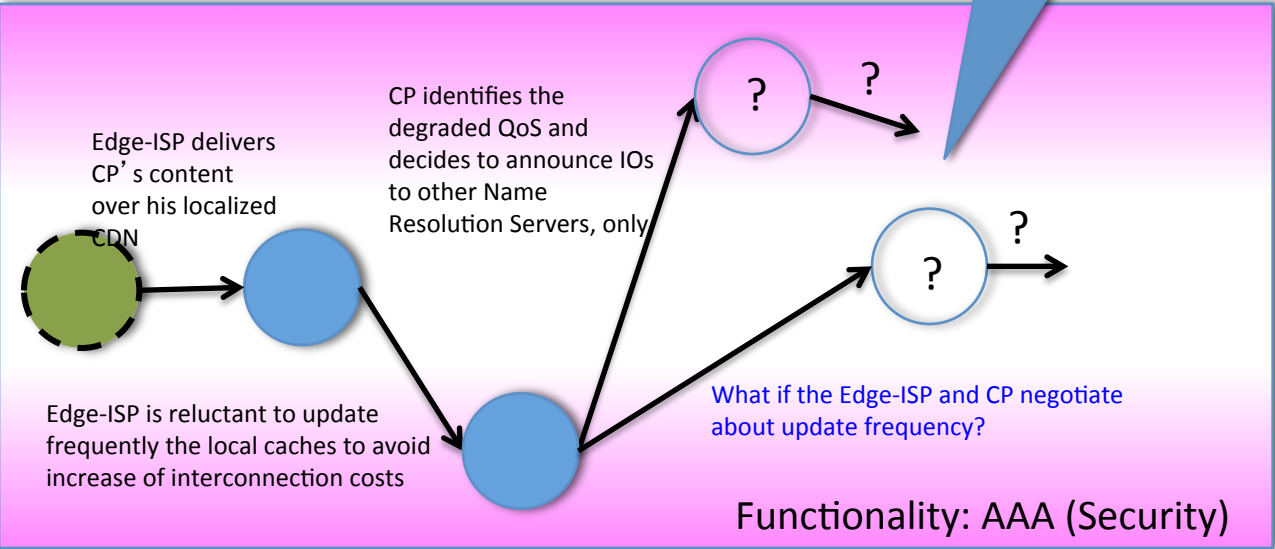 Edge-ISP delivers
CP’s content
over his localized
CDN
CP identifies the
degraded QoS and
decides to announce IOs
to other Name
Resolution Servers, only
?
?
?
?
Edge-ISP is reluctant to update
frequently the local caches to avoid
increase of interconnection costs
What if the Edge-ISP and CP negotiate
about update frequency?
Functionality: AAA (Security)